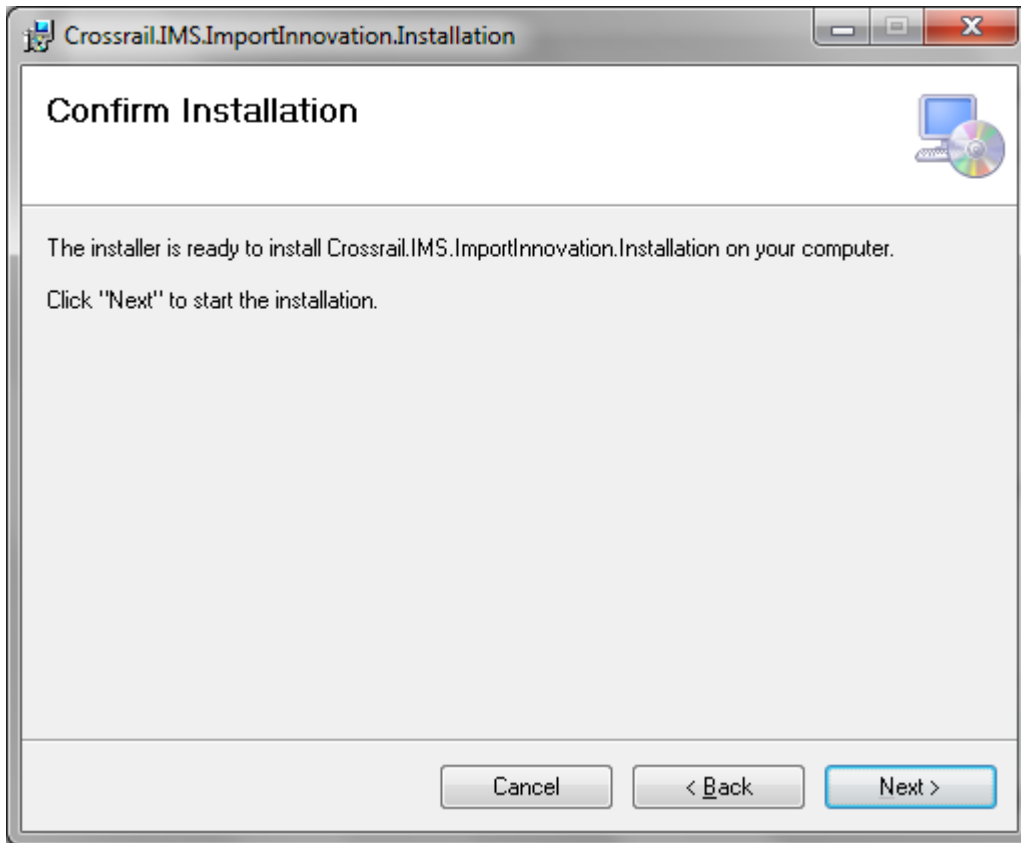 Crossrail.IMS.ImportInnovation.Installation
Confirm Installation
The installer is ready to install Crossrail.IMS.ImportInnovation.Installation on your computer.
Click "Next" to start the installation.
Cancel
< Back
Next >